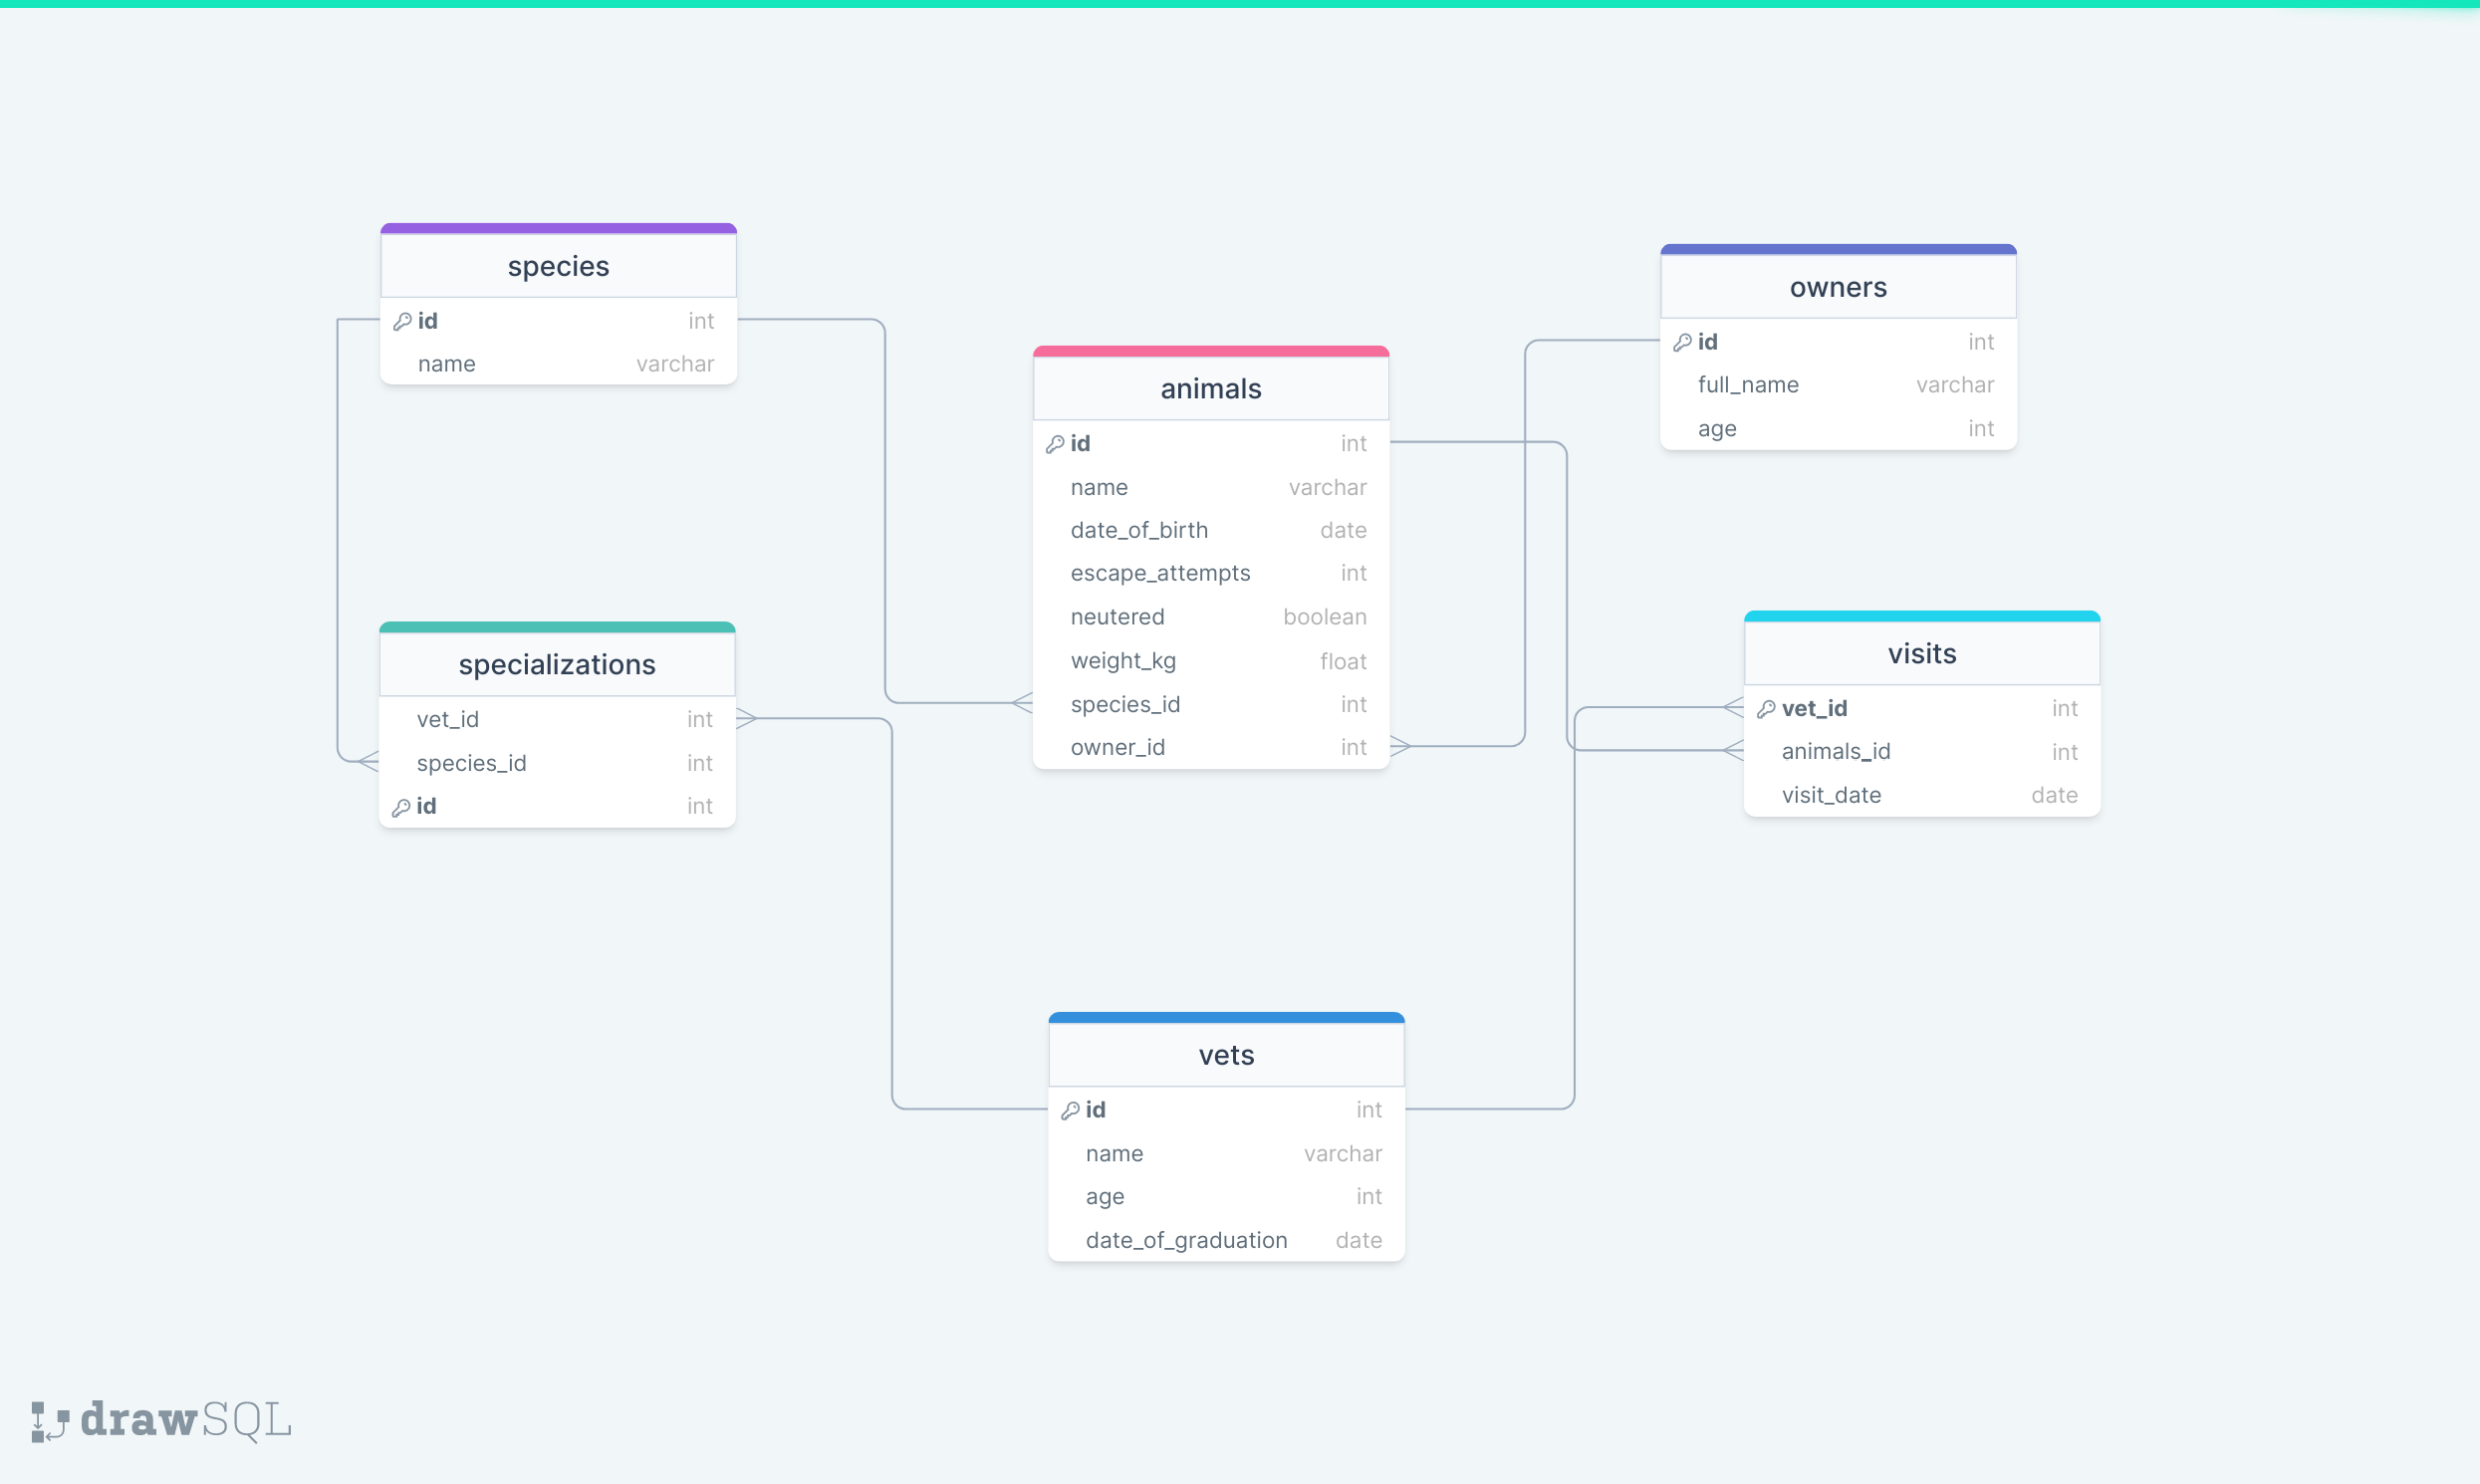 species
id int
name varchar
owners
id int
full_name varchar
age int
animals
id int
name varchar
date_of_birth date
escape_attempts int
neutered boolean
weight_kg float
species_id int
owner_id int
specializations
vet_id int
species_id int
id int
visits
vet_id int
animals_id int
visit_date date
vets
id int
name varchar
age int
date_of_graduation date
drawSQL